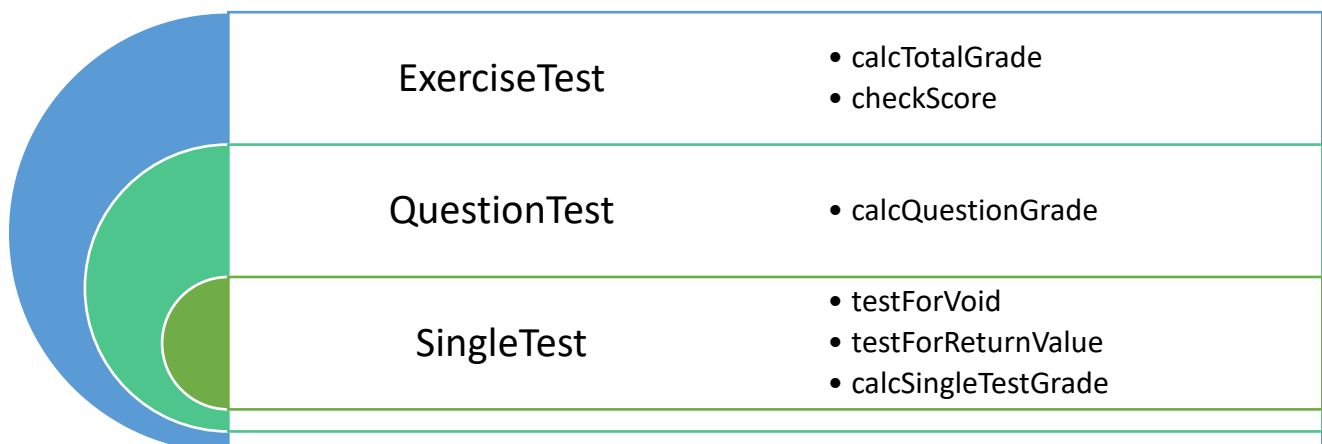 ExerciseTest
• calcTotalGrade
• checkScore
QuestionTest
• calcQuestionGrade
SingleTest
• testForVoid
• testForReturnValue
• calcSingleTestGrade